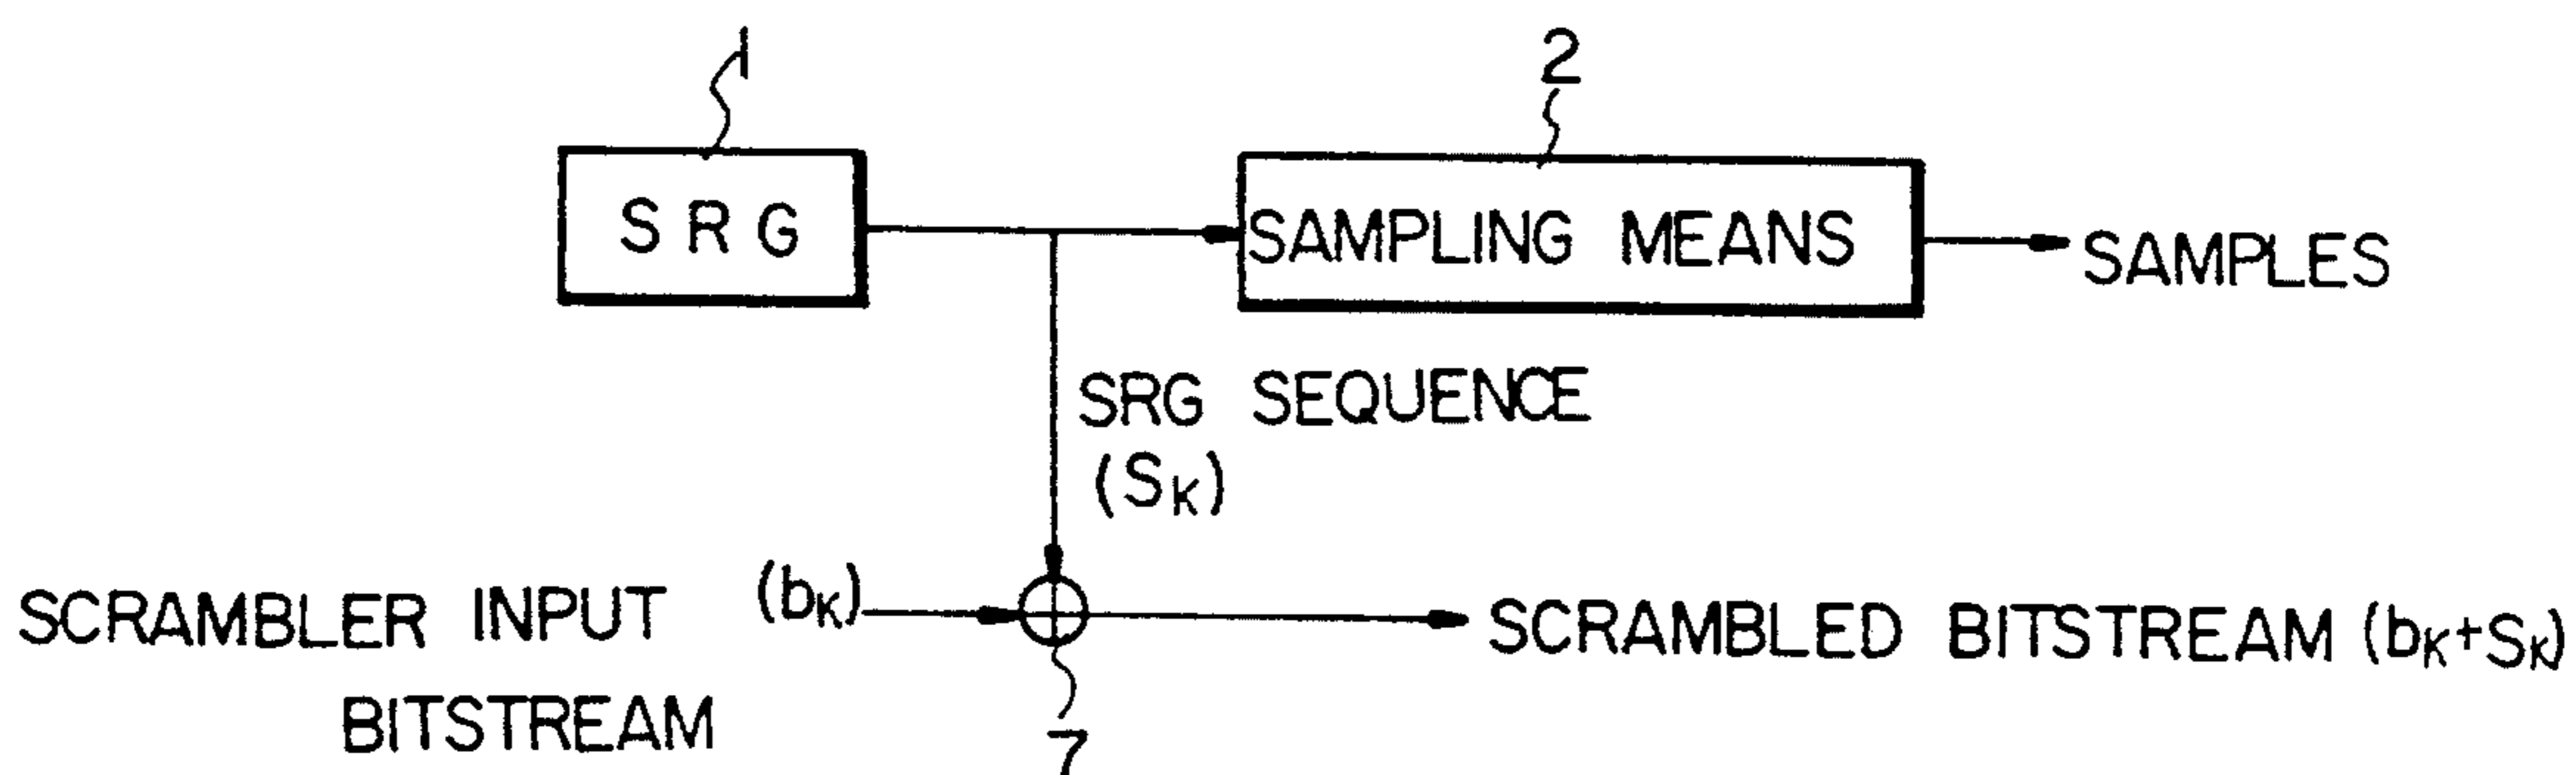 1
2
S R G
SAMPLING MEANS
SAMPLES
SRG SEQUENCE
(SK)
SCRAMBLER INPUT
BITSTREAM
(bK)
SCRAMBLED BITSTREAM (bK+SK)
7